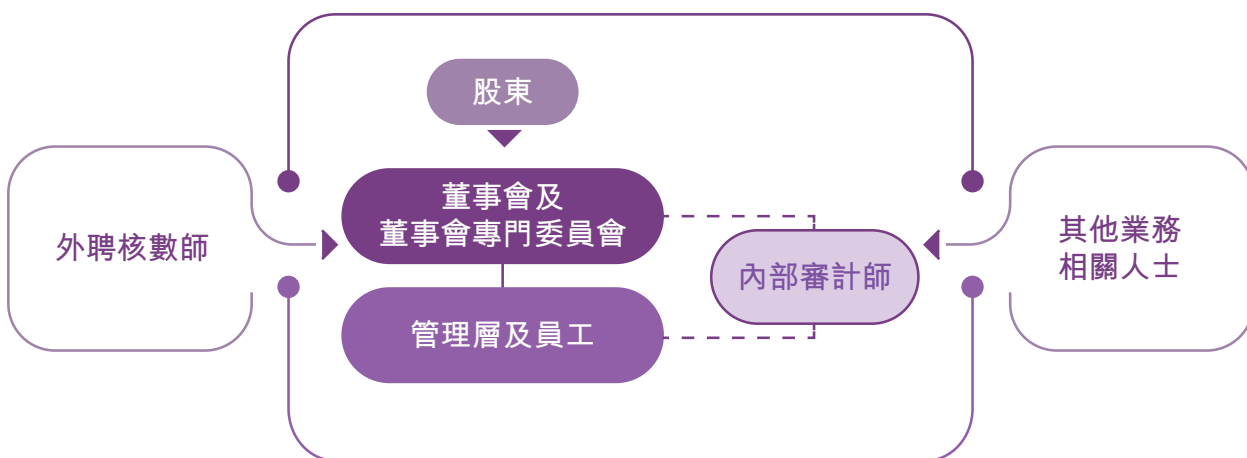 股東
董事會及
董事會專門委員會
外聘核數師
內部審計師
其他業務
相關人士
管理層及員工